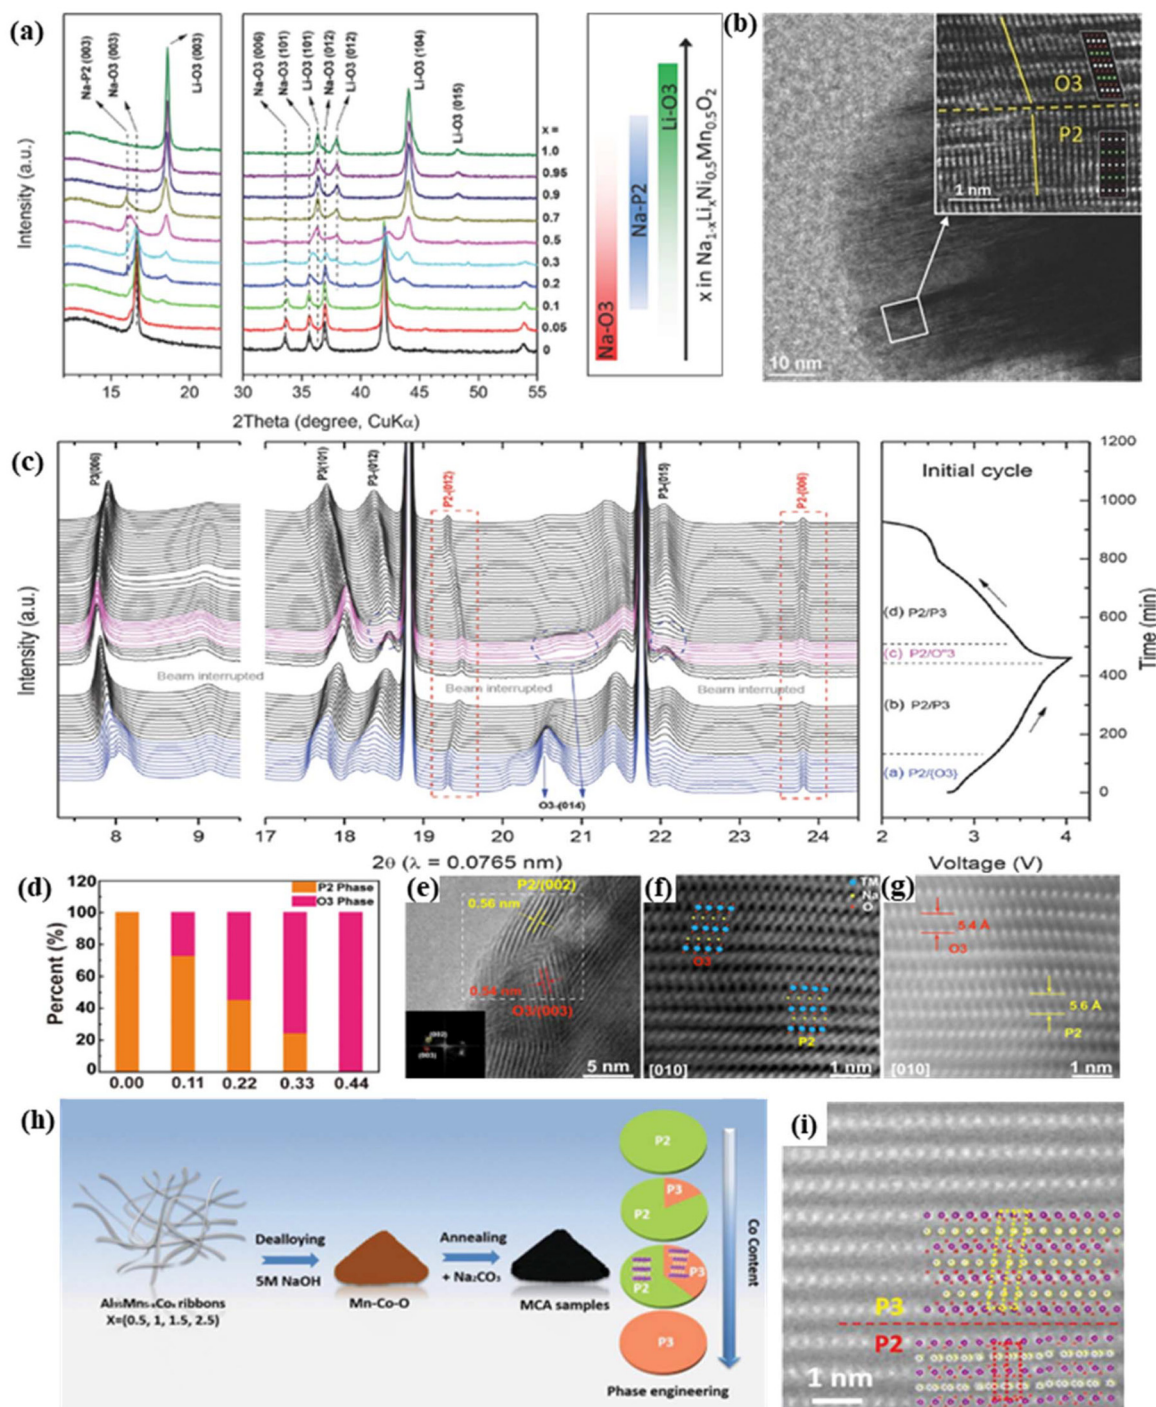 (a)
Na-P2 (003)
Na-O3 (003)
Li-O3 (003)
Na-O3 (006)
Na-O3 (101)
Li-O3 (101)
Na-O3 (012)
Li-O3 (012)
Li-O3 (104)
Li-O3 (015)
x =
1.0
0.95
0.9
0.7
0.5
0.3
0.2
0.1
0.05
0
Intensity (a.u.)
15 20 30 35 40 45 50 55
2Theta (degree, CuKα)
Na-O3
Na-P2
Li-O3
x in Na1-xLixNi0.5Mn0.5O2
(b)
O3
P2
1 nm
10 nm
(c)
P3(006)
P3(101)
P3-(012)
P2-(012)
P3-(015)
P2-(006)
Intensity (a.u.)
Beam interrupted
Beam interrupted
Beam interrupted
O3-(014)
8 9 17 18 19 20 21 22 23 24
2θ (λ = 0.0765 nm)
Initial cycle
(d) P2/P3
(c) P2/O"3
(b) P2/P3
(a) P2/{O3}
1200
1000
800
600
400
200
0
Time (min)
2 3 4
Voltage (V)
(d)
P2 Phase
O3 Phase
Percent (%)
120
100
80
60
40
20
0
0.00 0.11 0.22 0.33 0.44
(e)
P2/(002)
0.56 nm
0.54 nm
O3/(003)
(002)
(003)
5 nm
(f)
TM
Na
O
O3
P2
[010]
1 nm
(g)
5.4 Å
O3
5.6 Å
P2
[010]
1 nm
(h)
Dealloying
5M NaOH
Annealing
+ Na2CO3
Mn-Co-O
MCA samples
X=(0.5, 1, 1.5, 2.5)
P2
P3
P2
P3
P2
P3
Co Content
Phase engineering
(i)
P3
P2
1 nm